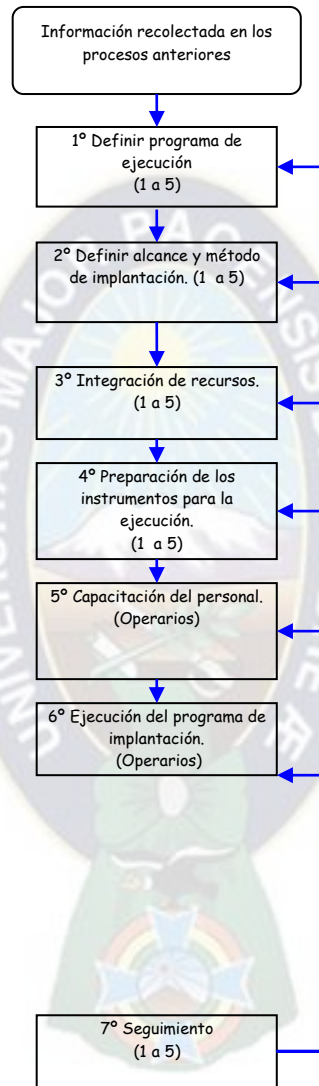 Información recolectada en los
procesos anteriores
1º Definir programa de
ejecución
(1 a 5)
2º Definir alcance y método
de implantación. (1 a 5)
3º Integración de recursos.
(1 a 5)
4º Preparación de los
instrumentos para la
ejecución.
(1 a 5)
5º Capacitación del personal.
(Operarios)
6º Ejecución del programa de
implantación.
(Operarios)
7º Seguimiento
(1 a 5)